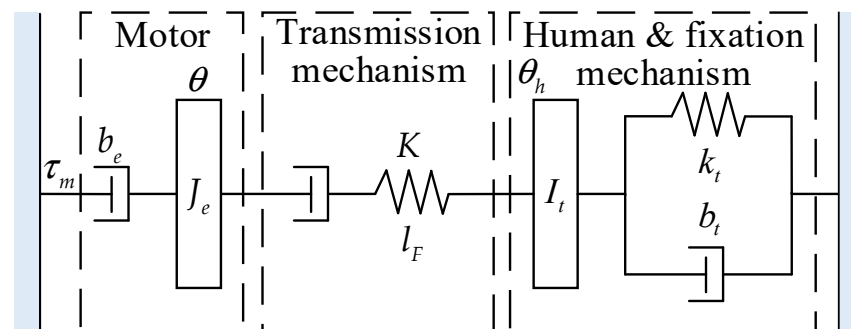 Motor
Transmission
mechanism
Human & fixation
mechanism
θ
θh
be
K
kt
τm
Je
It
lF
bt